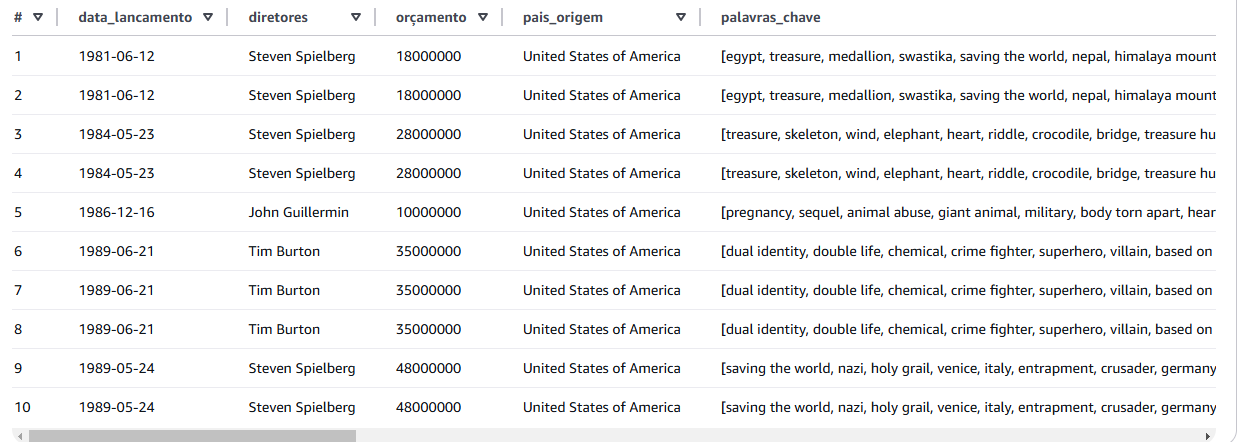 # data_lancamento diretores orçamento pais_origem palavras_chave
1 1981-06-12 Steven Spielberg 18000000 United States of America [egypt, treasure, medallion, swastika, saving the world, nepal, himalaya mount
2 1981-06-12 Steven Spielberg 18000000 United States of America [egypt, treasure, medallion, swastika, saving the world, nepal, himalaya mount
3 1984-05-23 Steven Spielberg 28000000 United States of America [treasure, skeleton, wind, elephant, heart, riddle, crocodile, bridge, treasure hu
4 1984-05-23 Steven Spielberg 28000000 United States of America [treasure, skeleton, wind, elephant, heart, riddle, crocodile, bridge, treasure hu
5 1986-12-16 John Guillermin 10000000 United States of America [pregnancy, sequel, animal abuse, giant animal, military, body torn apart, hear
6 1989-06-21 Tim Burton 35000000 United States of America [dual identity, double life, chemical, crime fighter, superhero, villain, based on
7 1989-06-21 Tim Burton 35000000 United States of America [dual identity, double life, chemical, crime fighter, superhero, villain, based on
8 1989-06-21 Tim Burton 35000000 United States of America [dual identity, double life, chemical, crime fighter, superhero, villain, based on
9 1989-05-24 Steven Spielberg 48000000 United States of America [saving the world, nazi, holy grail, venice, italy, entrapment, crusader, germany
10 1989-05-24 Steven Spielberg 48000000 United States of America [saving the world, nazi, holy grail, venice, italy, entrapment, crusader, germany